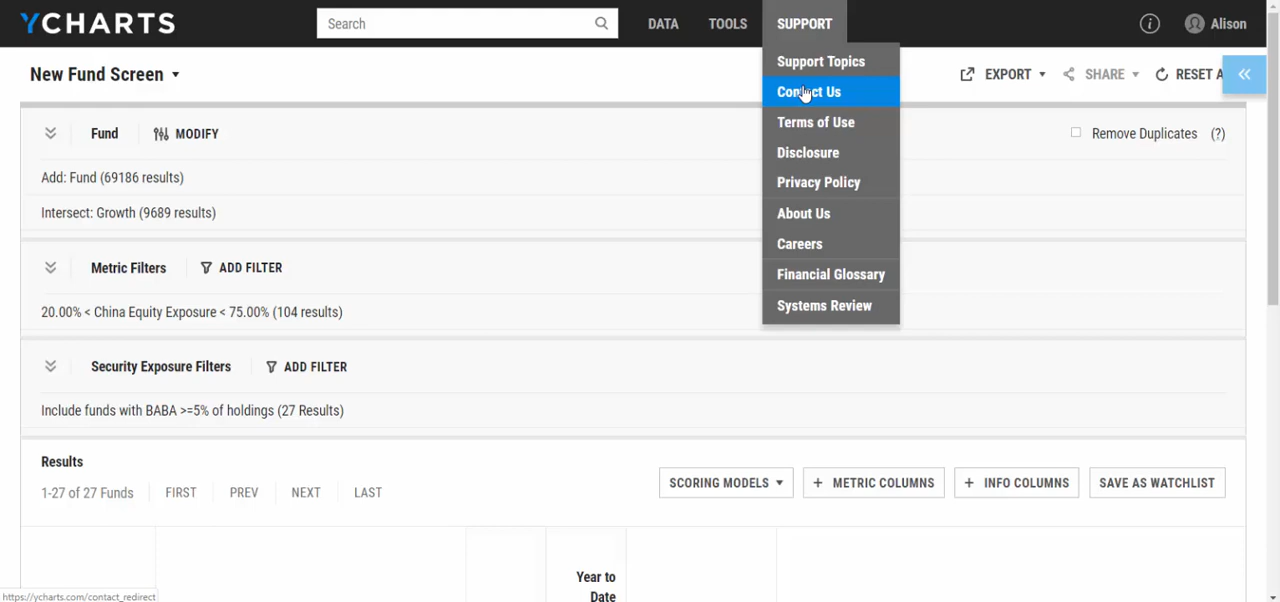 YCHARTS
Search
DATA
TOOLS
SUPPORT
Alison
New Fund Screen
EXPORT
SHARE
RESET A
Support Topics
Contact Us
Terms of Use
Disclosure
Privacy Policy
About Us
Careers
Financial Glossary
Systems Review
Fund
MODIFY
Remove Duplicates (?)
Add: Fund (69186 results)
Intersect: Growth (9689 results)
Metric Filters
ADD FILTER
20.00% < China Equity Exposure < 75.00% (104 results)
Security Exposure Filters
ADD FILTER
Include funds with BABA >=5% of holdings (27 Results)
Results
1-27 of 27 Funds
FIRST
PREV
NEXT
LAST
SCORING MODELS
+ METRIC COLUMNS
+ INFO COLUMNS
SAVE AS WATCHLIST
Year to
Date
https://ycharts.com/contact_redirect